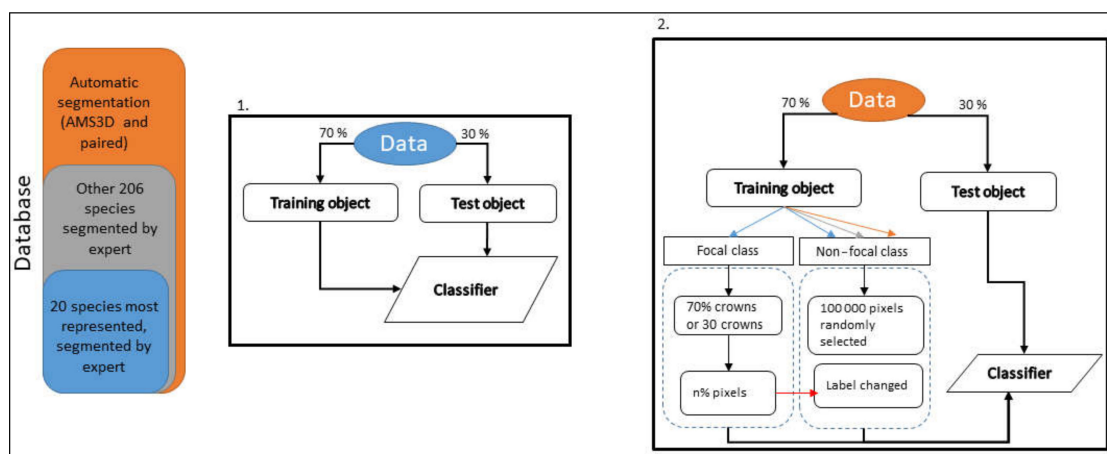 Database
Automatic
segmentation
(AMS3D and
paired)
Other 206
species
segmented by
expert
20 species most
represented,
segmented by
expert
1.
70 %
Data
30 %
Training object
Test object
Classifier
2.
70 %
Data
30 %
Training object
Test object
Focal class
Non-focal class
70% crowns
or 30 crowns
100 000 pixels
randomly
selected
n% pixels
Label changed
Classifier